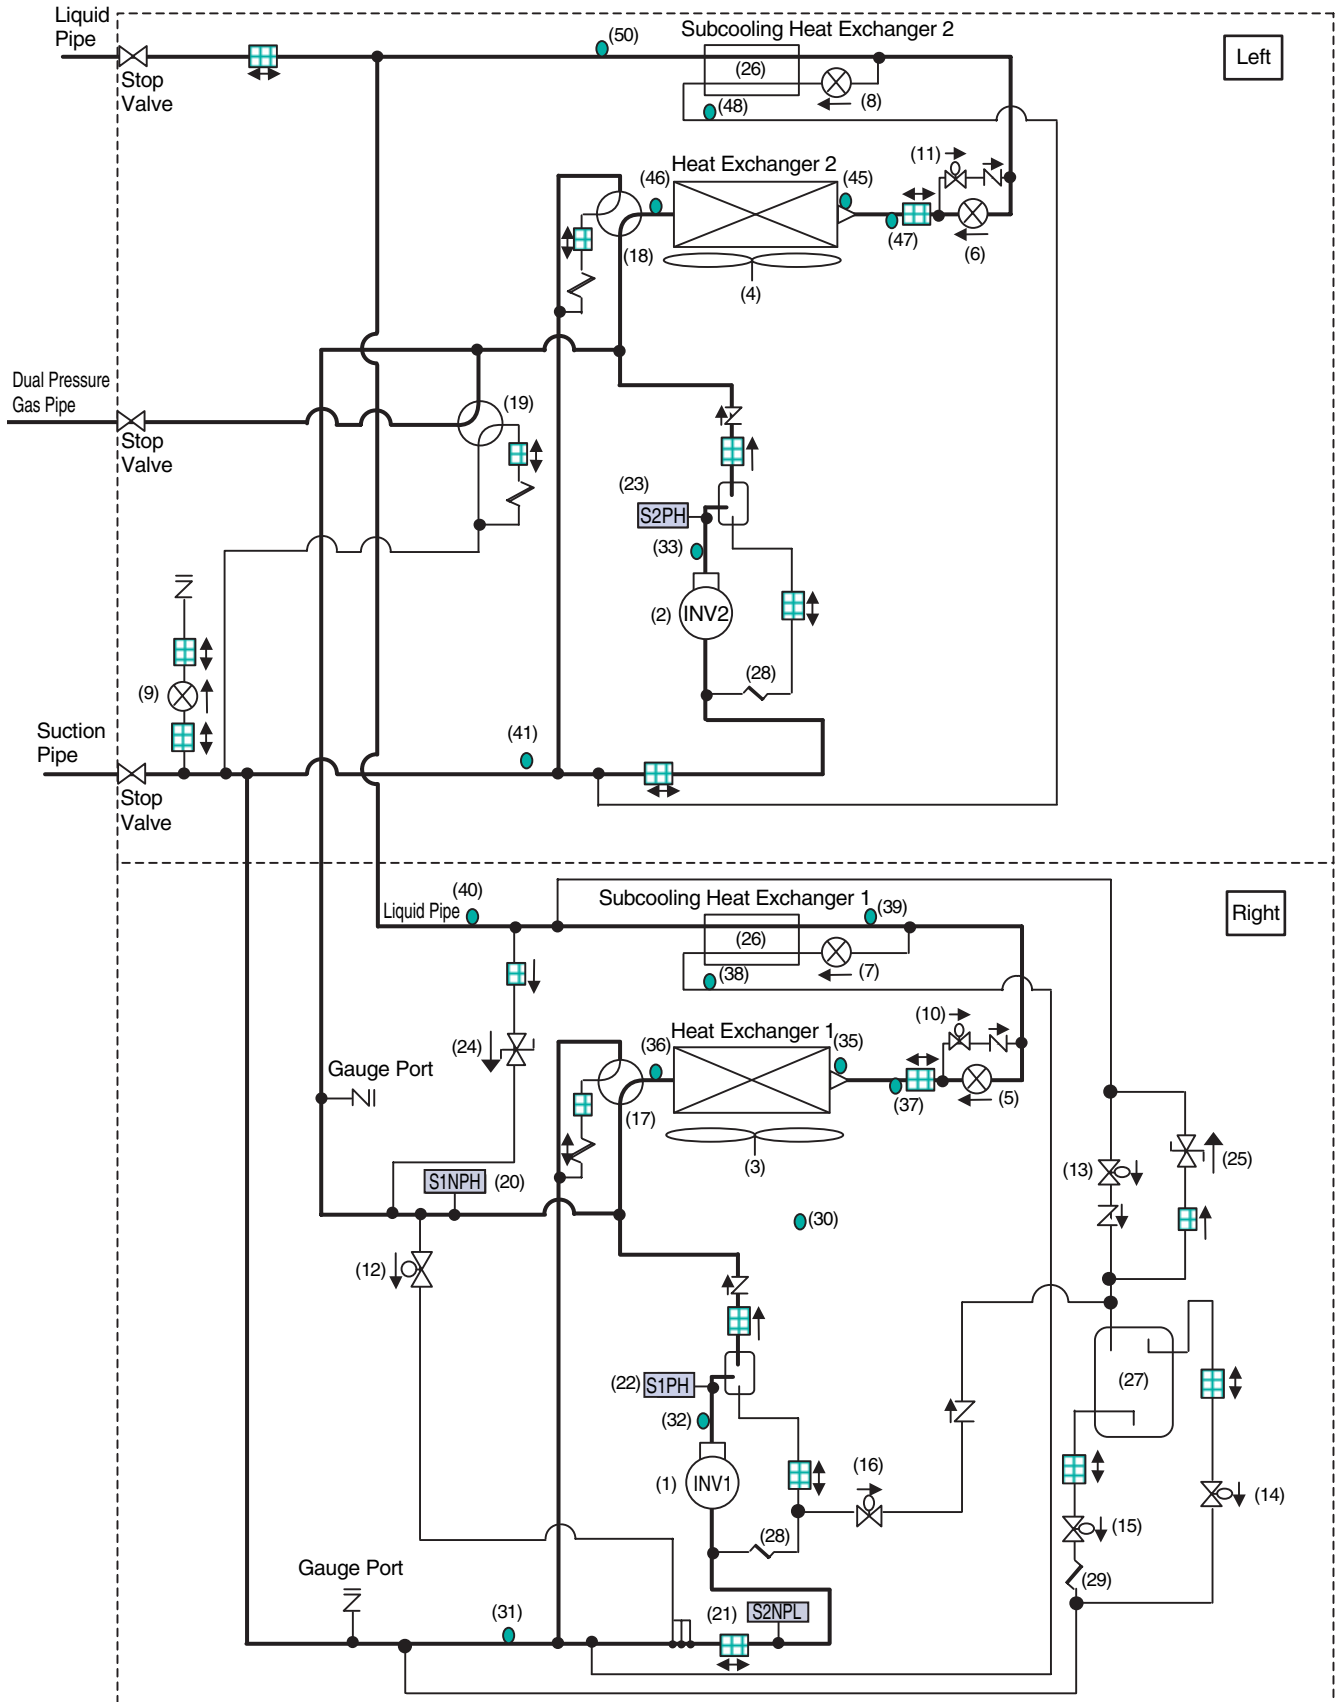 Liquid
Pipe
Stop
Valve
(50)
Subcooling Heat Exchanger 2
(26)
(8)
(48)
Left
Heat Exchanger 2
(46)
(45)
(11)
(47)
(6)
(18)
(4)
Dual Pressure
Gas Pipe
Stop
Valve
(19)
(23)
S2PH
(33)
(2)
INV2
(28)
(9)
Suction
Pipe
Stop
Valve
(41)
(40)
Liquid Pipe
Subcooling Heat Exchanger 1
(39)
(26)
(7)
(38)
Right
(24)
Heat Exchanger 1
(36)
(35)
(10)
(37)
(5)
(17)
(3)
Gauge Port
S1NPH
(20)
(30)
(13)
(25)
(12)
(22)
S1PH
(32)
(1)
INV1
(16)
(28)
(27)
(14)
(15)
(29)
Gauge Port
(31)
(21)
S2NPL